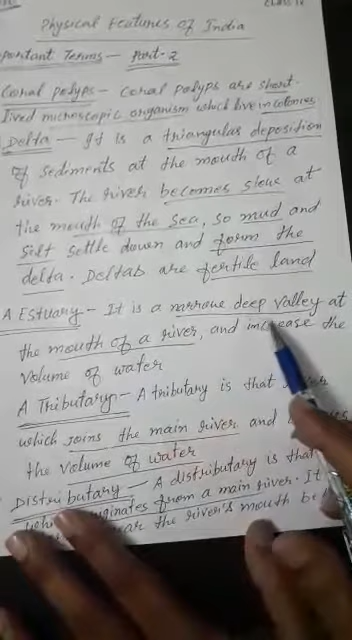 Class IX
Physical Features of India
portant Terms - Part-2
Coral polyps - Coral polyps are short-
lived microscopic organism which live in colonies
Delta - It is a triangular deposition
of sediments at the mouth of a
river. The river becomes slow at
the mouth of the sea, so mud and
silt settle down and form the
delta. Deltab are fertile land
A Estuary - It is a narrow deep valley at
the mouth of a river, and increase the
volume of water
A Tributaryn - A tributary is that
which joins the main river and
the volume of water
Distributary - A distributary is that
from a main river. It
the river's mouth